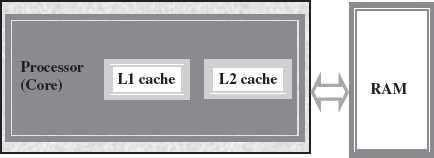 Processor
(Core)
L1 cache
L2 cache
RAM